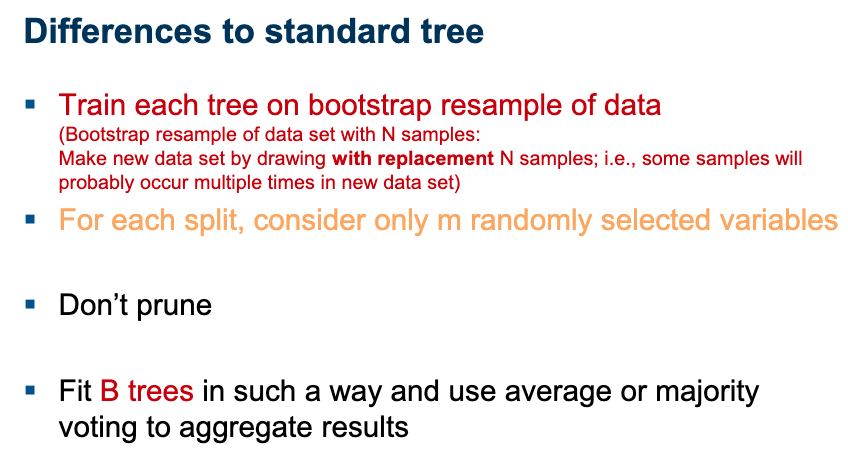 Differences to standard tree
▪ Train each tree on bootstrap resample of data
(Bootstrap resample of data set with N samples:
Make new data set by drawing with replacement N samples; i.e., some samples will
probably occur multiple times in new data set)
▪ For each split, consider only m randomly selected variables
▪ Don’t prune
▪ Fit B trees in such a way and use average or majority
voting to aggregate results